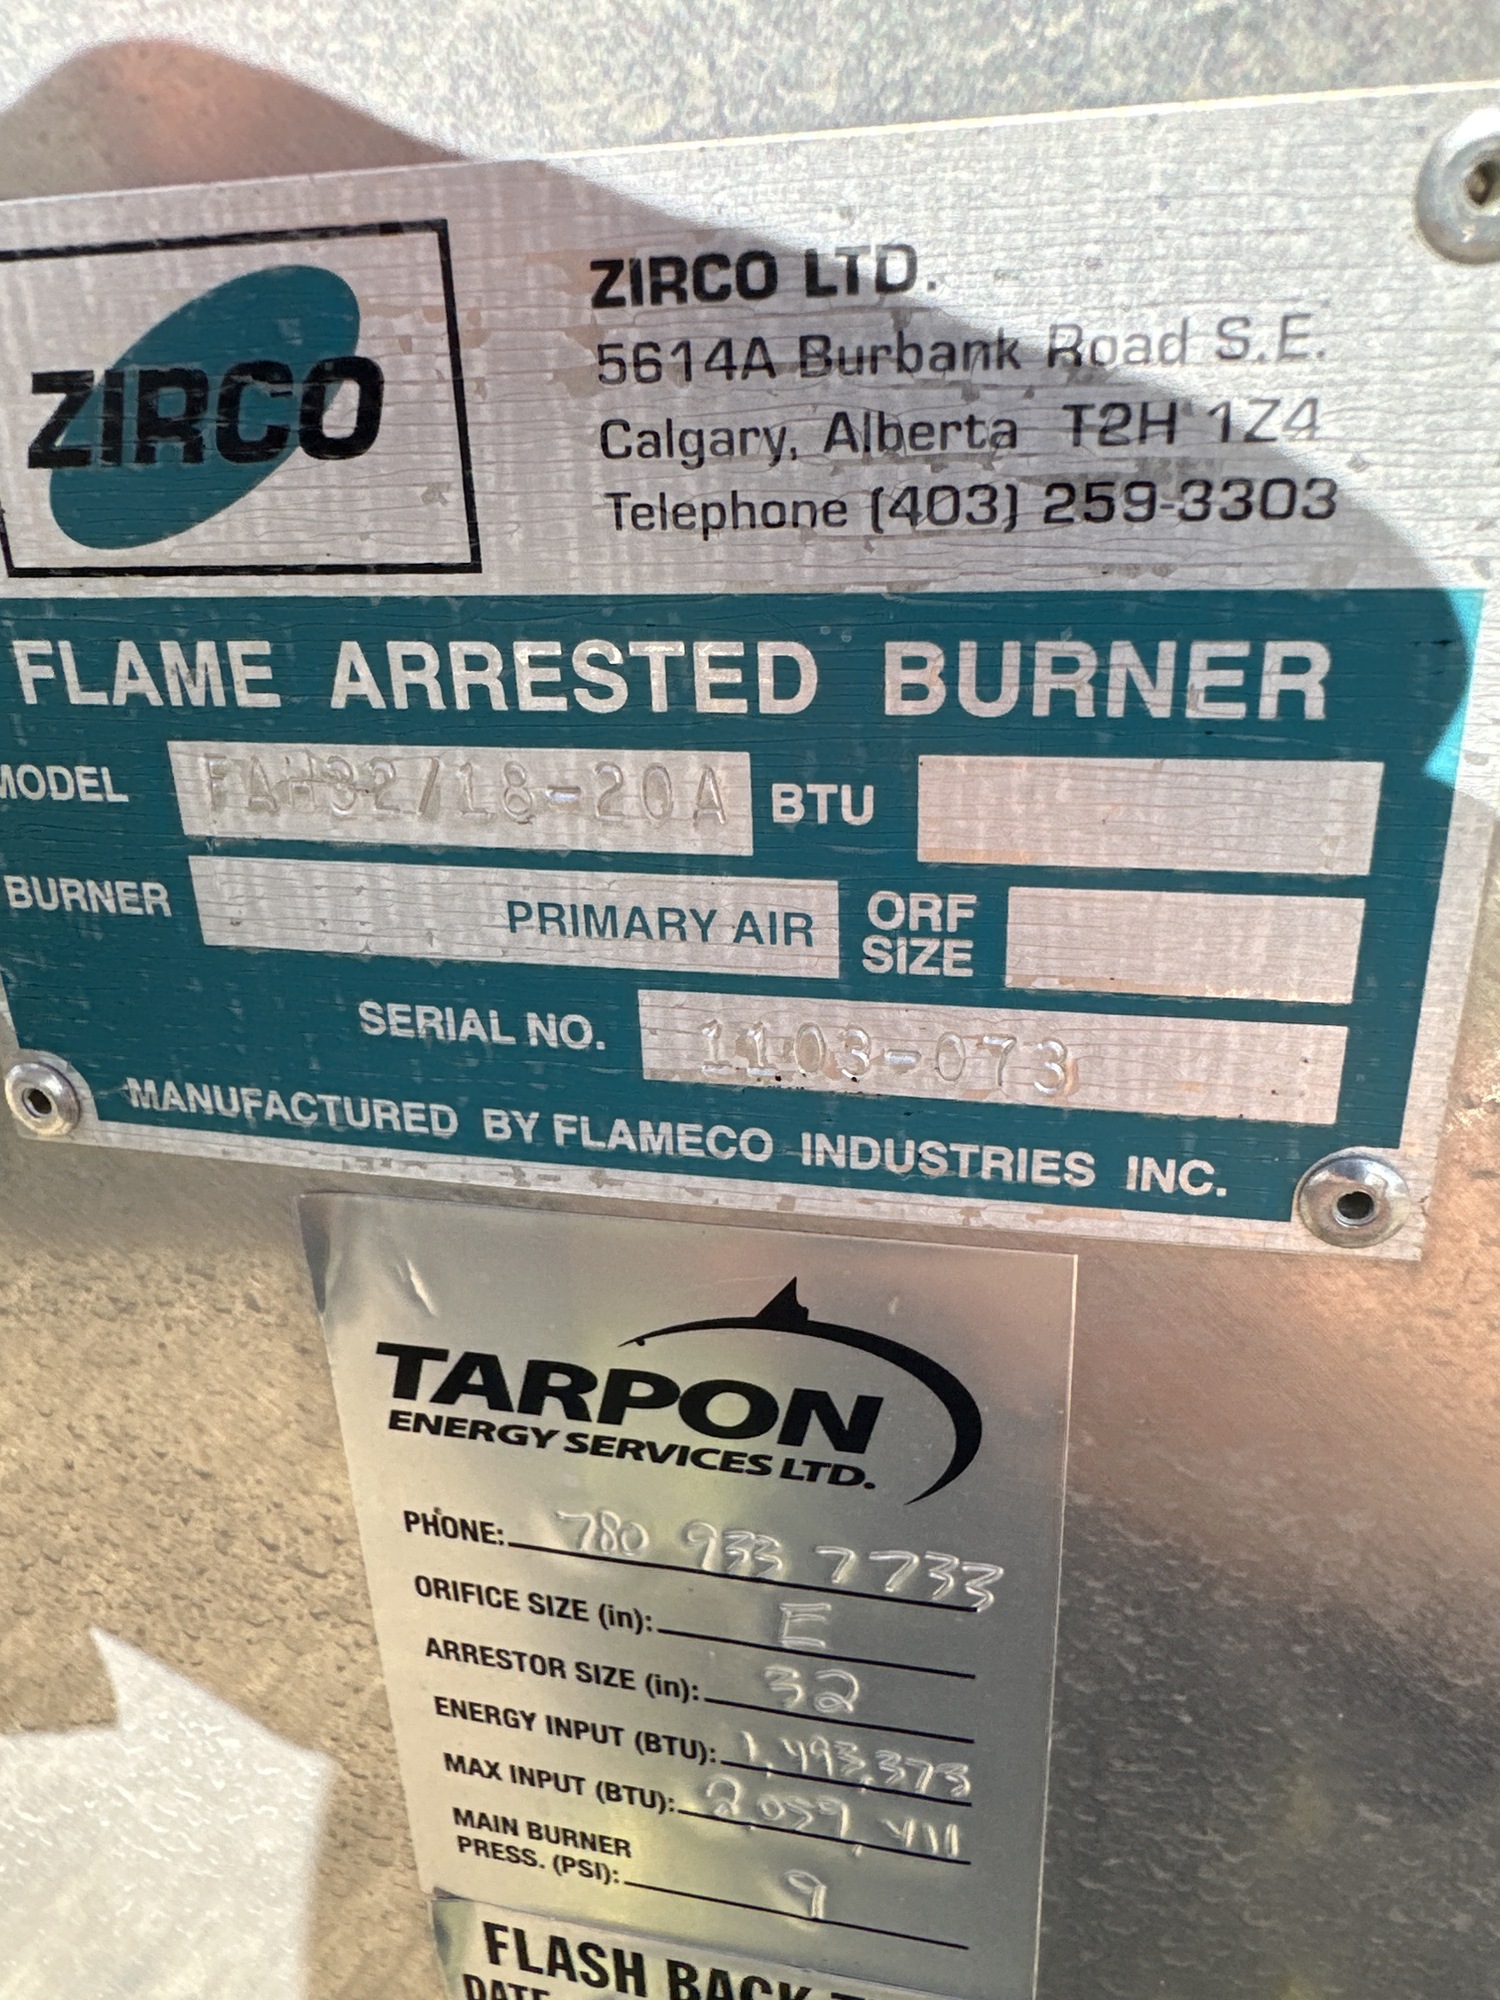 ZIRCO
ZIRCO LTD.
5614A Burbank Road S.E.
Calgary, Alberta T2H 1Z4
Telephone (403) 259-3303
FLAME ARRESTED BURNER
MODEL FAH32/18-20A BTU
BURNER PRIMARY AIR ORF SIZE
SERIAL NO. 1103-073
MANUFACTURED BY FLAMECO INDUSTRIES INC.
TARPON
ENERGY SERVICES LTD.
PHONE: 780 933 7733
ORIFICE SIZE (in): E
ARRESTOR SIZE (in): 32
ENERGY INPUT (BTU): 1,493,373
MAX INPUT (BTU): 2,059,411
MAIN BURNER
PRESS. (PSI): 9
FLASH BACK
DATE